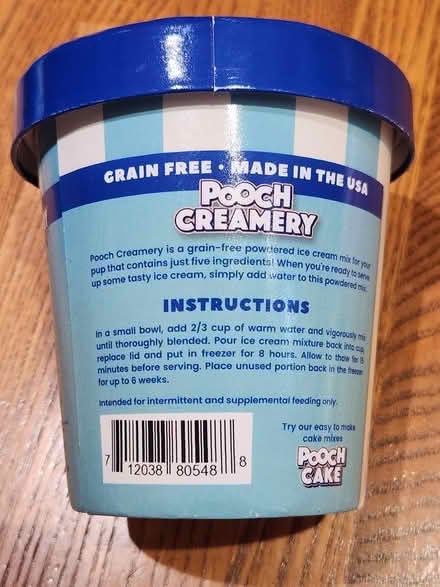 GRAIN FREE • MADE IN THE USA
POOCH
CREAMERY
Pooch Creamery is a grain-free powdered ice cream mix for your
pup that contains just five ingredients! When you're ready to serve
up some tasty ice cream, simply add water to this powdered mix.
INSTRUCTIONS
In a small bowl, add 2/3 cup of warm water and vigorously mix
until thoroughly blended. Pour ice cream mixture back into cup,
replace lid and put in freezer for 8 hours. Allow to thaw for 15
minutes before serving. Place unused portion back in the freezer
for up to 6 weeks.
Intended for intermittent and supplemental feeding only.
Try our easy to make
cake mixes
POOCH
CAKE
7 12038 80548 8